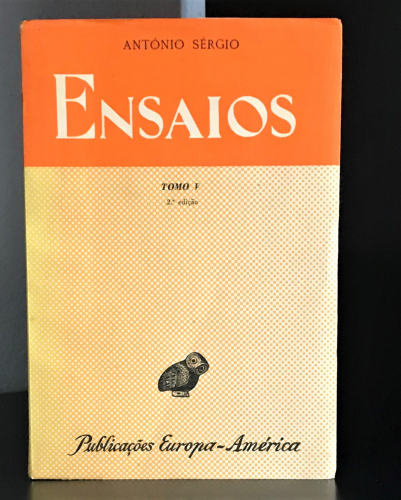 ANTÓNIO SÉRGIO
ENSAIOS
TOMO V
2.ª edição
Publicações Europa-América